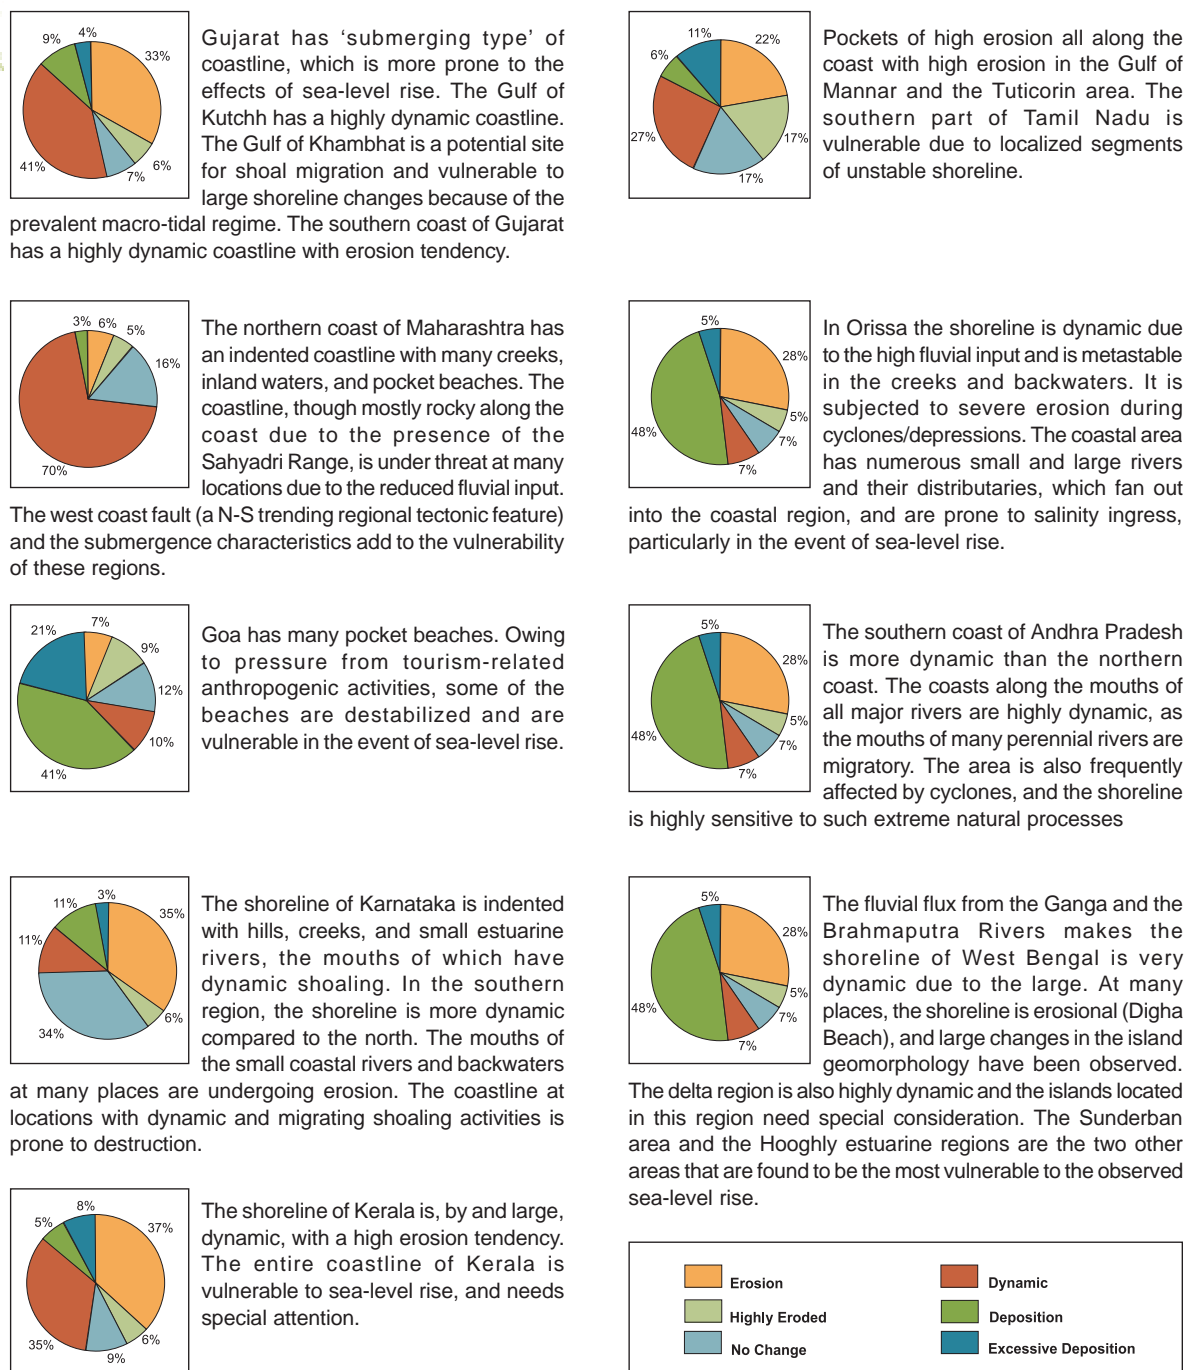 9%
4%
33%
41%
7%
6%
Gujarat has ‘submerging type’ of
coastline, which is more prone to the
effects of sea-level rise. The Gulf of
Kutchh has a highly dynamic coastline.
The Gulf of Khambhat is a potential site
for shoal migration and vulnerable to
large shoreline changes because of the
prevalent macro-tidal regime. The southern coast of Gujarat
has a highly dynamic coastline with erosion tendency.
3%
6%
5%
16%
70%
The northern coast of Maharashtra has
an indented coastline with many creeks,
inland waters, and pocket beaches. The
coastline, though mostly rocky along the
coast due to the presence of the
Sahyadri Range, is under threat at many
locations due to the reduced fluvial input.
The west coast fault (a N-S trending regional tectonic feature)
and the submergence characteristics add to the vulnerability
of these regions.
21%
7%
9%
12%
10%
41%
Goa has many pocket beaches. Owing
to pressure from tourism-related
anthropogenic activities, some of the
beaches are destabilized and are
vulnerable in the event of sea-level rise.
11%
3%
35%
11%
34%
6%
The shoreline of Karnataka is indented
with hills, creeks, and small estuarine
rivers, the mouths of which have
dynamic shoaling. In the southern
region, the shoreline is more dynamic
compared to the north. The mouths of
the small coastal rivers and backwaters
at many places are undergoing erosion. The coastline at
locations with dynamic and migrating shoaling activities is
prone to destruction.
5%
8%
37%
35%
9%
6%
The shoreline of Kerala is, by and large,
dynamic, with a high erosion tendency.
The entire coastline of Kerala is
vulnerable to sea-level rise, and needs
special attention.
6%
11%
22%
27%
17%
17%
Pockets of high erosion all along the
coast with high erosion in the Gulf of
Mannar and the Tuticorin area. The
southern part of Tamil Nadu is
vulnerable due to localized segments
of unstable shoreline.
5%
28%
48%
5%
7%
7%
In Orissa the shoreline is dynamic due
to the high fluvial input and is metastable
in the creeks and backwaters. It is
subjected to severe erosion during
cyclones/depressions. The coastal area
has numerous small and large rivers
and their distributaries, which fan out
into the coastal region, and are prone to salinity ingress,
particularly in the event of sea-level rise.
5%
28%
48%
5%
7%
7%
The southern coast of Andhra Pradesh
is more dynamic than the northern
coast. The coasts along the mouths of
all major rivers are highly dynamic, as
the mouths of many perennial rivers are
migratory. The area is also frequently
affected by cyclones, and the shoreline
is highly sensitive to such extreme natural processes
5%
28%
48%
5%
7%
7%
The fluvial flux from the Ganga and the
Brahmaputra Rivers makes the
shoreline of West Bengal is very
dynamic due to the large. At many
places, the shoreline is erosional (Digha
Beach), and large changes in the island
geomorphology have been observed.
The delta region is also highly dynamic and the islands located
in this region need special consideration. The Sunderban
area and the Hooghly estuarine regions are the two other
areas that are found to be the most vulnerable to the observed
sea-level rise.
Erosion
Highly Eroded
No Change
Dynamic
Deposition
Excessive Deposition